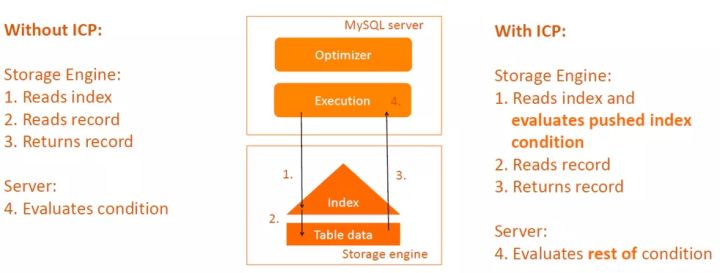 Without ICP:
Storage Engine:
1. Reads index
2. Reads record
3. Returns record
Server:
4. Evaluates condition
MySQL server
Optimizer
Execution
4.
1.
3.
Index
2.
Table data
Storage engine
With ICP:
Storage Engine:
1. Reads index and
evaluates pushed index
condition
2. Reads record
3. Returns record
Server:
4. Evaluates rest of condition